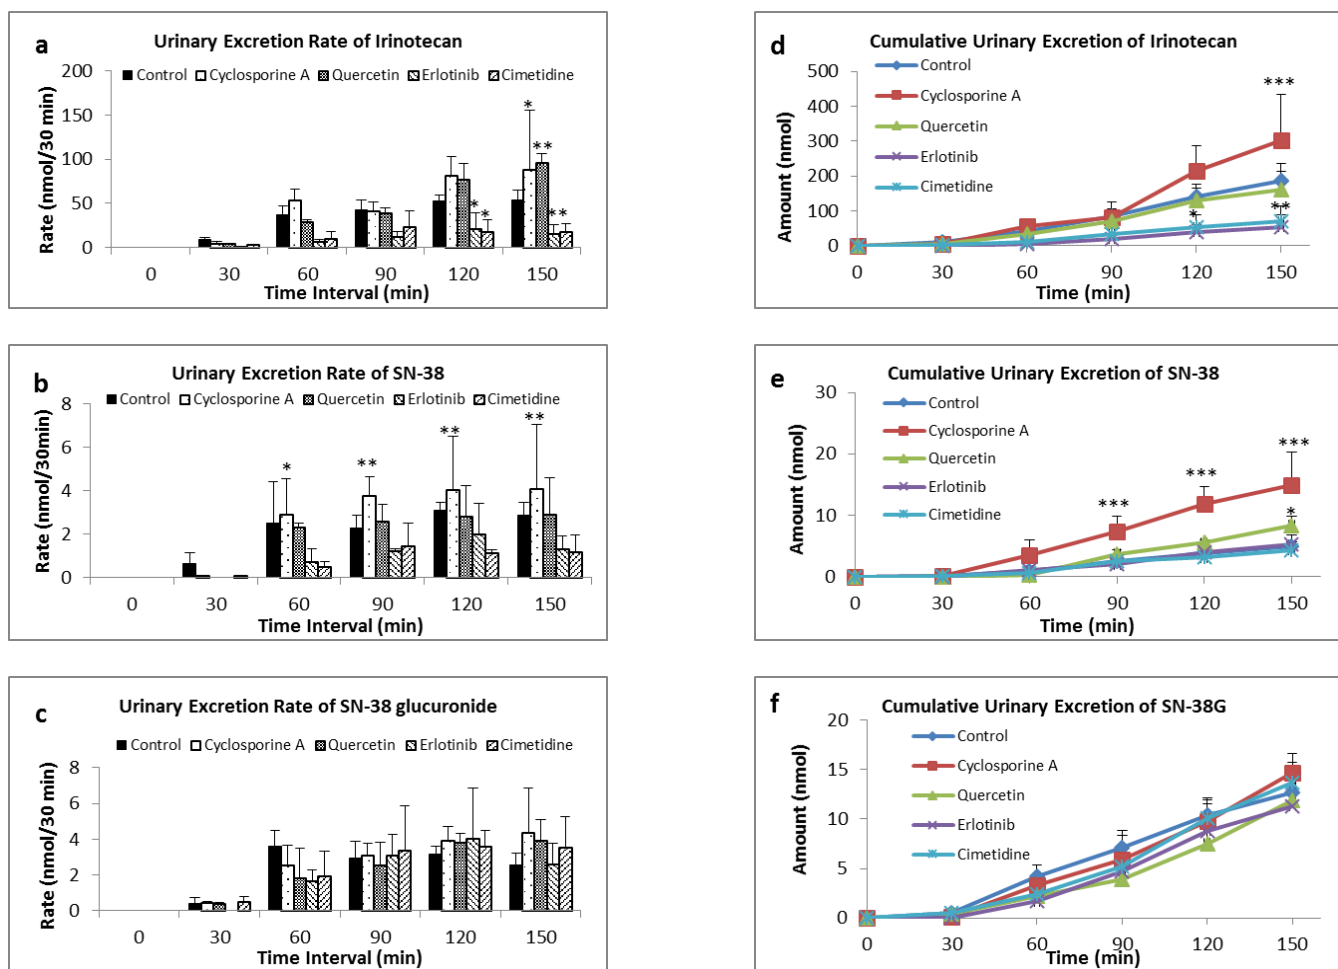 a
Urinary Excretion Rate of Irinotecan
Control Cyclosporine A Quercetin Erlotinib Cimetidine
Rate (nmol/30 min)
200
150
100
50
0
* ** * * **
0 30 60 90 120 150
Time Interval (min)
d
Cumulative Urinary Excretion of Irinotecan
Control
Cyclosporine A
Quercetin
Erlotinib
Cimetidine
Amount (nmol)
500
400
300
200
100
0
***
* **
0 30 60 90 120 150
Time (min)
b
Urinary Excretion Rate of SN-38
Control Cyclosporine A Quercetin Erlotinib Cimetidine
Rate (nmol/30min)
8
6
4
2
0
* ** ** **
0 30 60 90 120 150
Time Interval (min)
e
Cumulative Urinary Excretion of SN-38
Control
Cyclosporine A
Quercetin
Erlotinib
Cimetidine
Amount (nmol)
30
20
10
0
*** *** ***
*
0 30 60 90 120 150
Time (min)
c
Urinary Excretion Rate of SN-38 glucuronide
Control Cyclosporine A Quercetin Erlotinib Cimetidine
Rate (nmol/30 min)
8
6
4
2
0
0 30 60 90 120 150
Time Interval (min)
f
Cumulative Urinary Excretion of SN-38G
Control
Cyclosporine A
Quercetin
Erlotinib
Cimetidine
Amount (nmol)
20
15
10
5
0
0 30 60 90 120 150
Time (min)